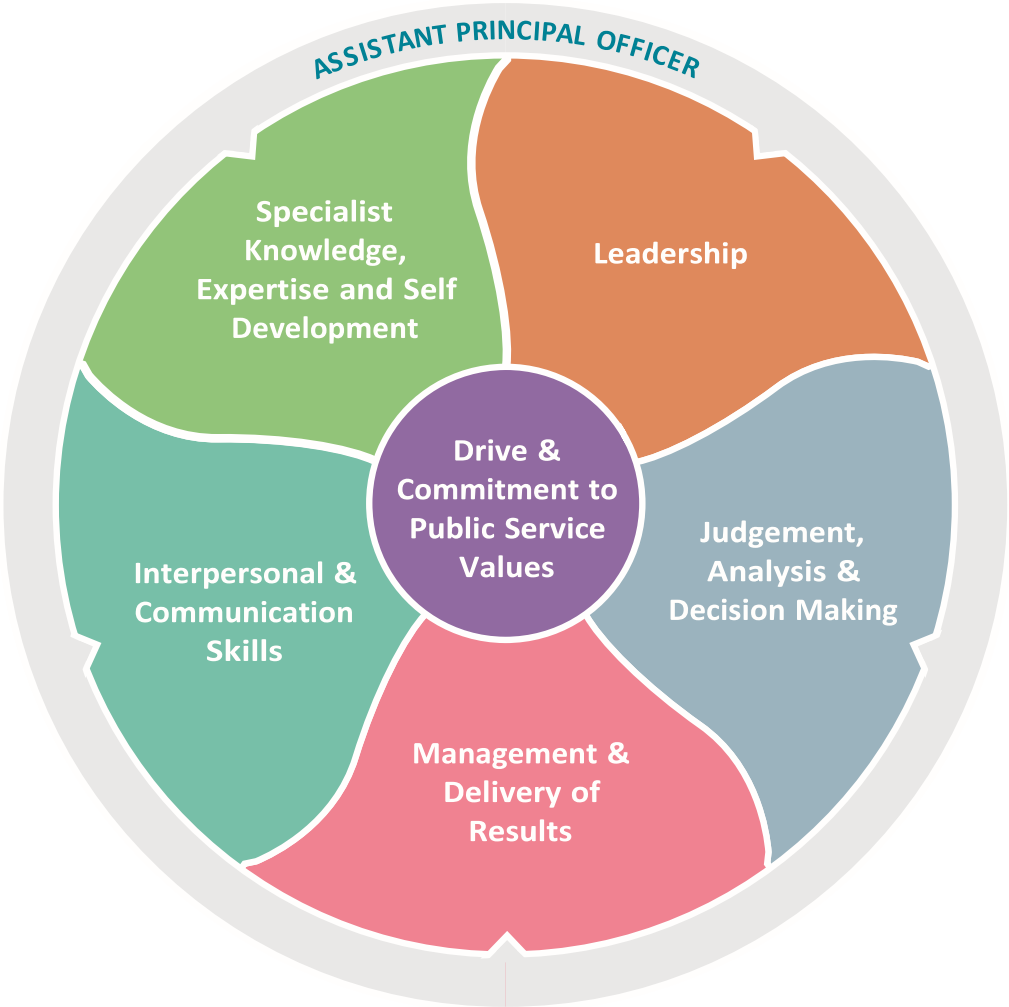 ASSISTANT PRINCIPAL OFFICER
Specialist
Knowledge,
Expertise and Self
Development
Leadership
Drive &
Commitment to
Public Service
Values
Judgement,
Analysis &
Decision Making
Interpersonal &
Communication
Skills
Management &
Delivery of
Results